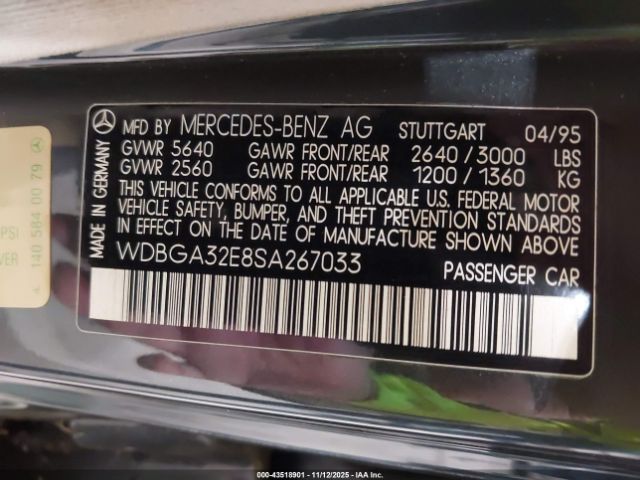 MFD BY MERCEDES-BENZ AG STUTTGART 04/95
GVWR 5640 GAWR FRONT/REAR 2640/3000 LBS
GVWR 2560 GAWR FRONT/REAR 1200/1360 KG
THIS VEHICLE CONFORMS TO ALL APPLICABLE U.S. FEDERAL MOTOR
VEHICLE SAFETY, BUMPER, AND THEFT PREVENTION STANDARDS
IN EFFECT ON THE DATE OF MANUFACTURE SHOWN ABOVE.
WDBGA32E8SA267033 PASSENGER CAR
MADE IN GERMANY
140 584 00 79
PSI
000-43518901 - 11/12/2025 - IAA Inc.